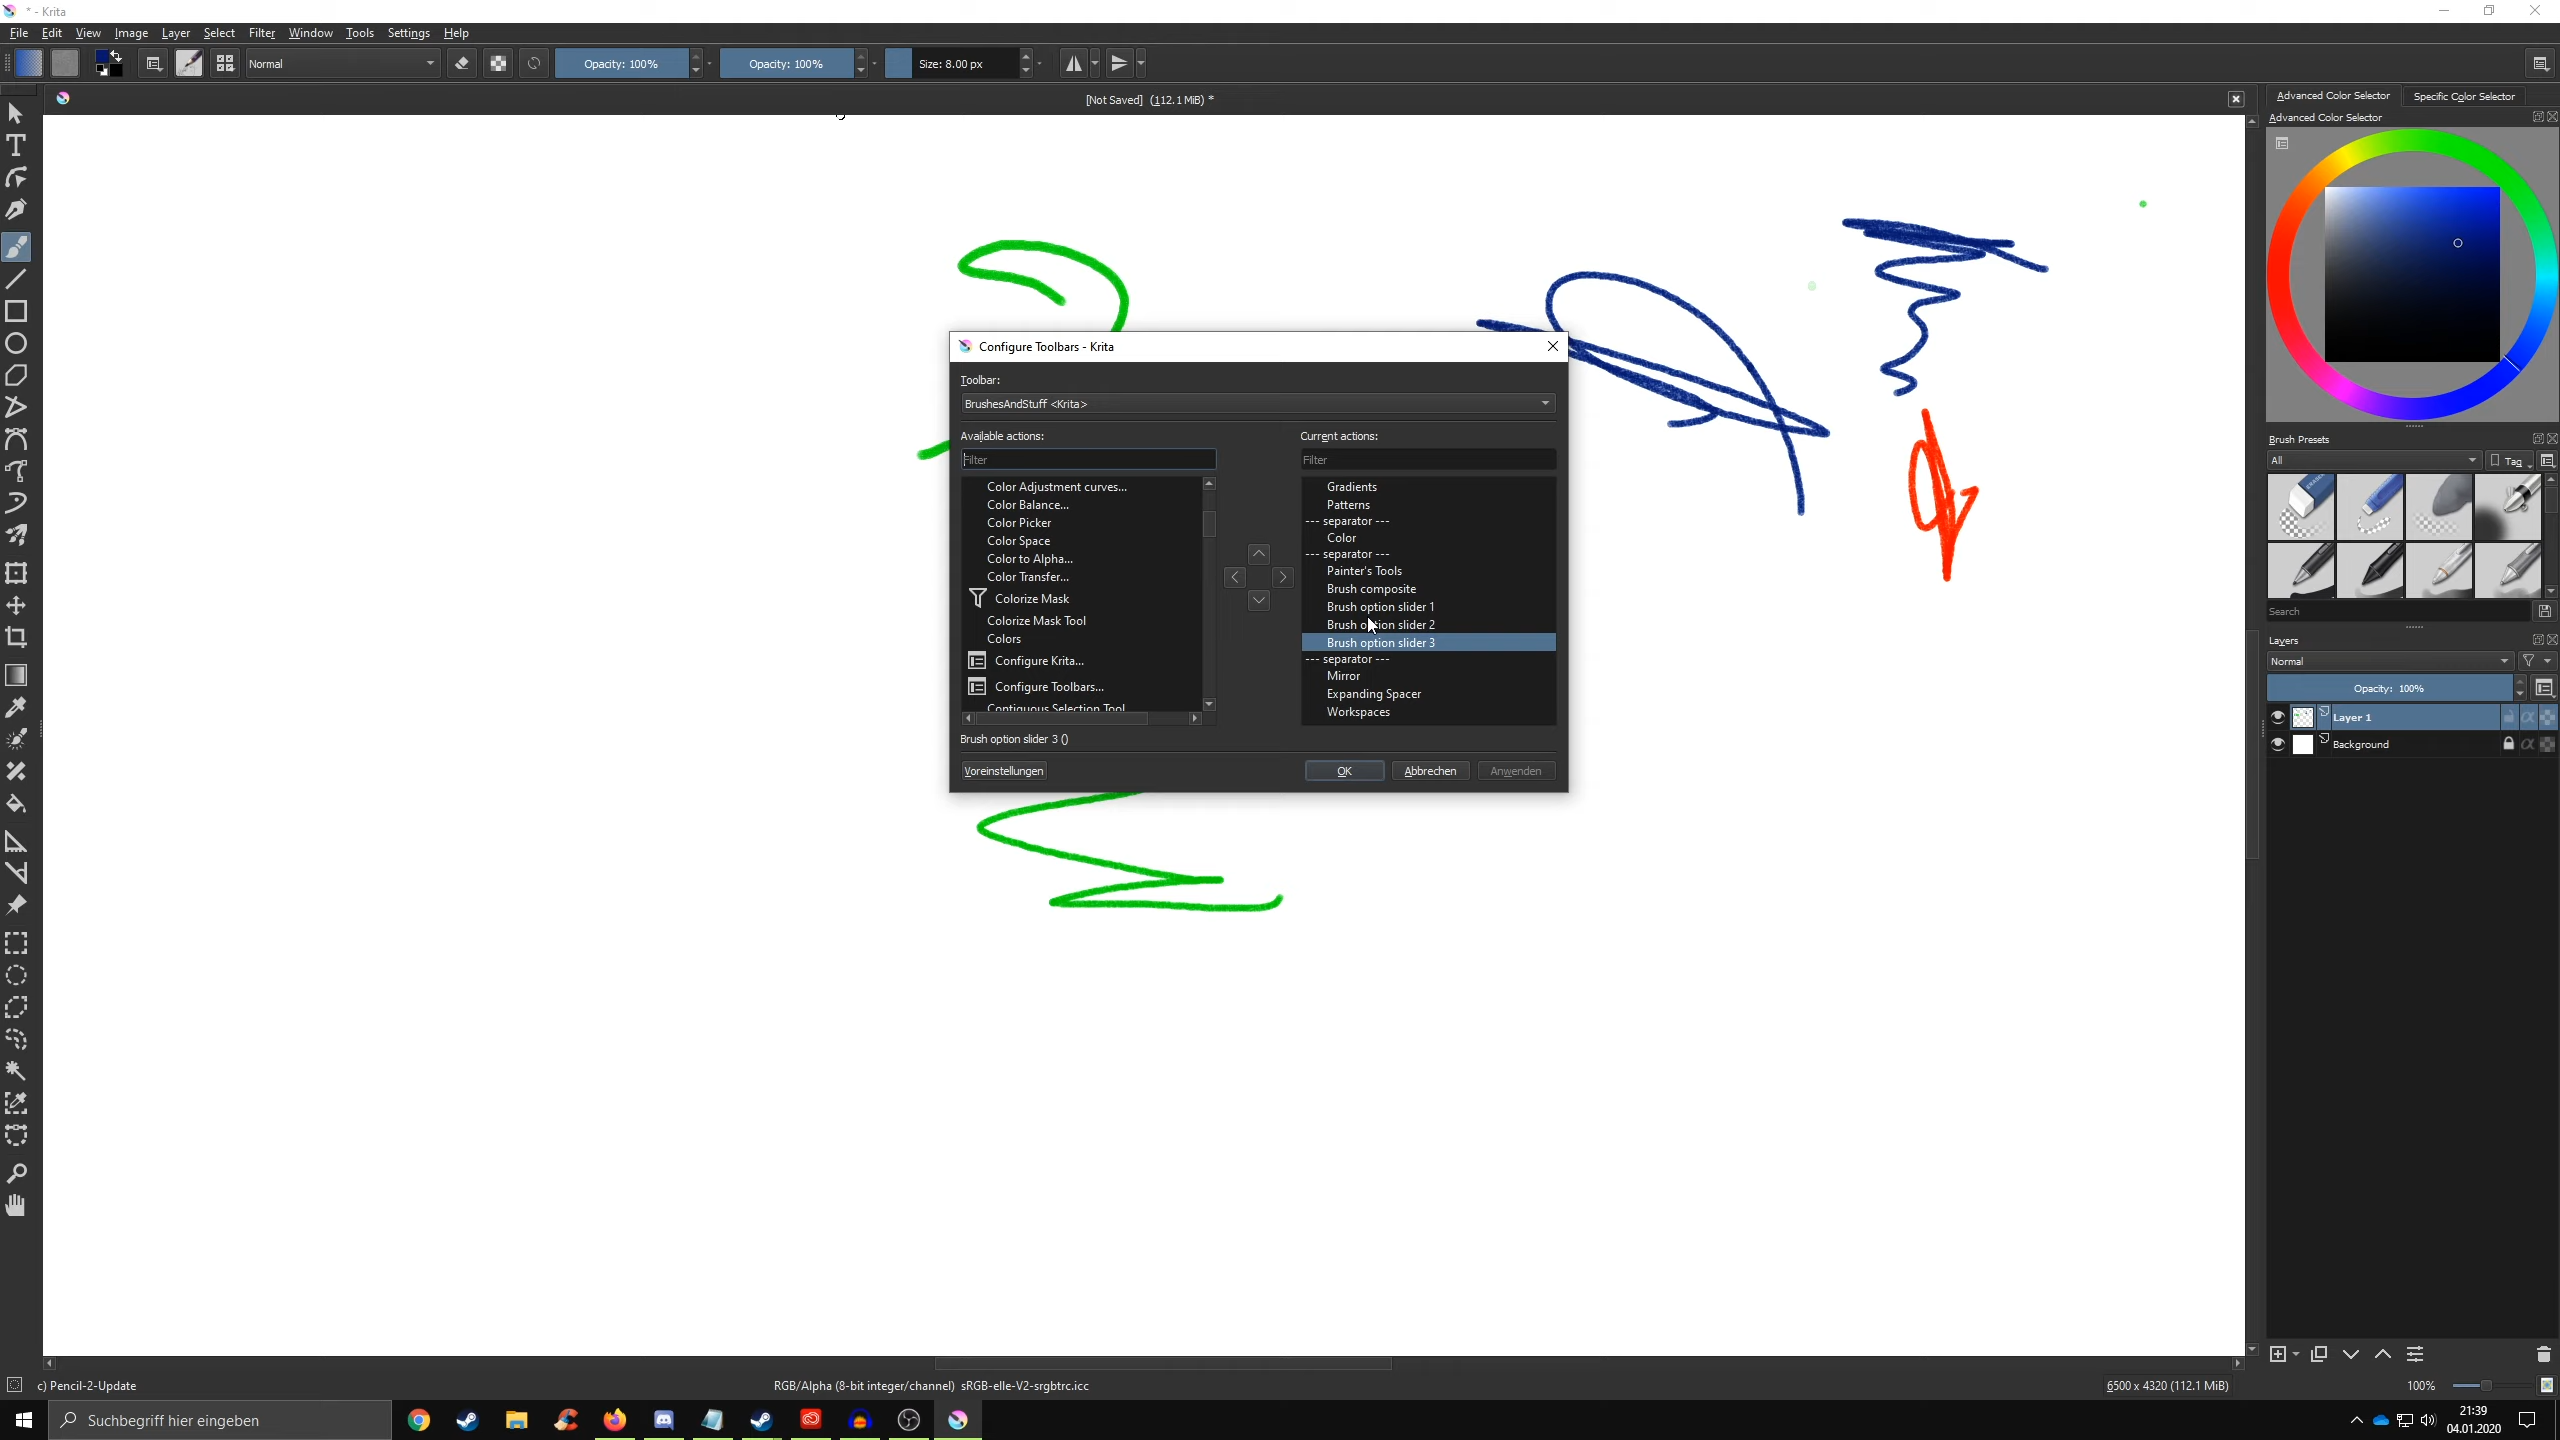 * - Krita
File Edit View Image Layer Select Filter Window Tools Settings Help
Normal Opacity: 100% Opacity: 100% Size: 8.00 px
[Not Saved] (112.1 MiB) *
Advanced Color Selector Specific Color Selector
Advanced Color Selector
Configure Toolbars - Krita
Toolbar:
BrushesAndStuff <Krita>
Available actions:
Filter
Color Adjustment curves...
Color Balance...
Color Picker
Color Space
Color to Alpha...
Color Transfer...
Colorize Mask
Colorize Mask Tool
Colors
Configure Krita...
Configure Toolbars...
Contiguous Selection Tool
Current actions:
Filter
Gradients
Patterns
--- separator ---
Color
--- separator ---
Painter's Tools
Brush composite
Brush option slider 1
Brush option slider 2
Brush option slider 3
--- separator ---
Mirror
Expanding Spacer
Workspaces
Brush option slider 3 ()
Voreinstellungen OK Abbrechen Anwenden
Brush Presets
All Tag
Search
Layers
Normal
Opacity: 100%
Layer 1
Background
c) Pencil-2-Update RGB/Alpha (8-bit integer/channel) sRGB-elle-V2-srgbtrc.icc 6500 x 4320 (112.1 MiB) 100%
Suchbegriff hier eingeben
21:39
04.01.2020